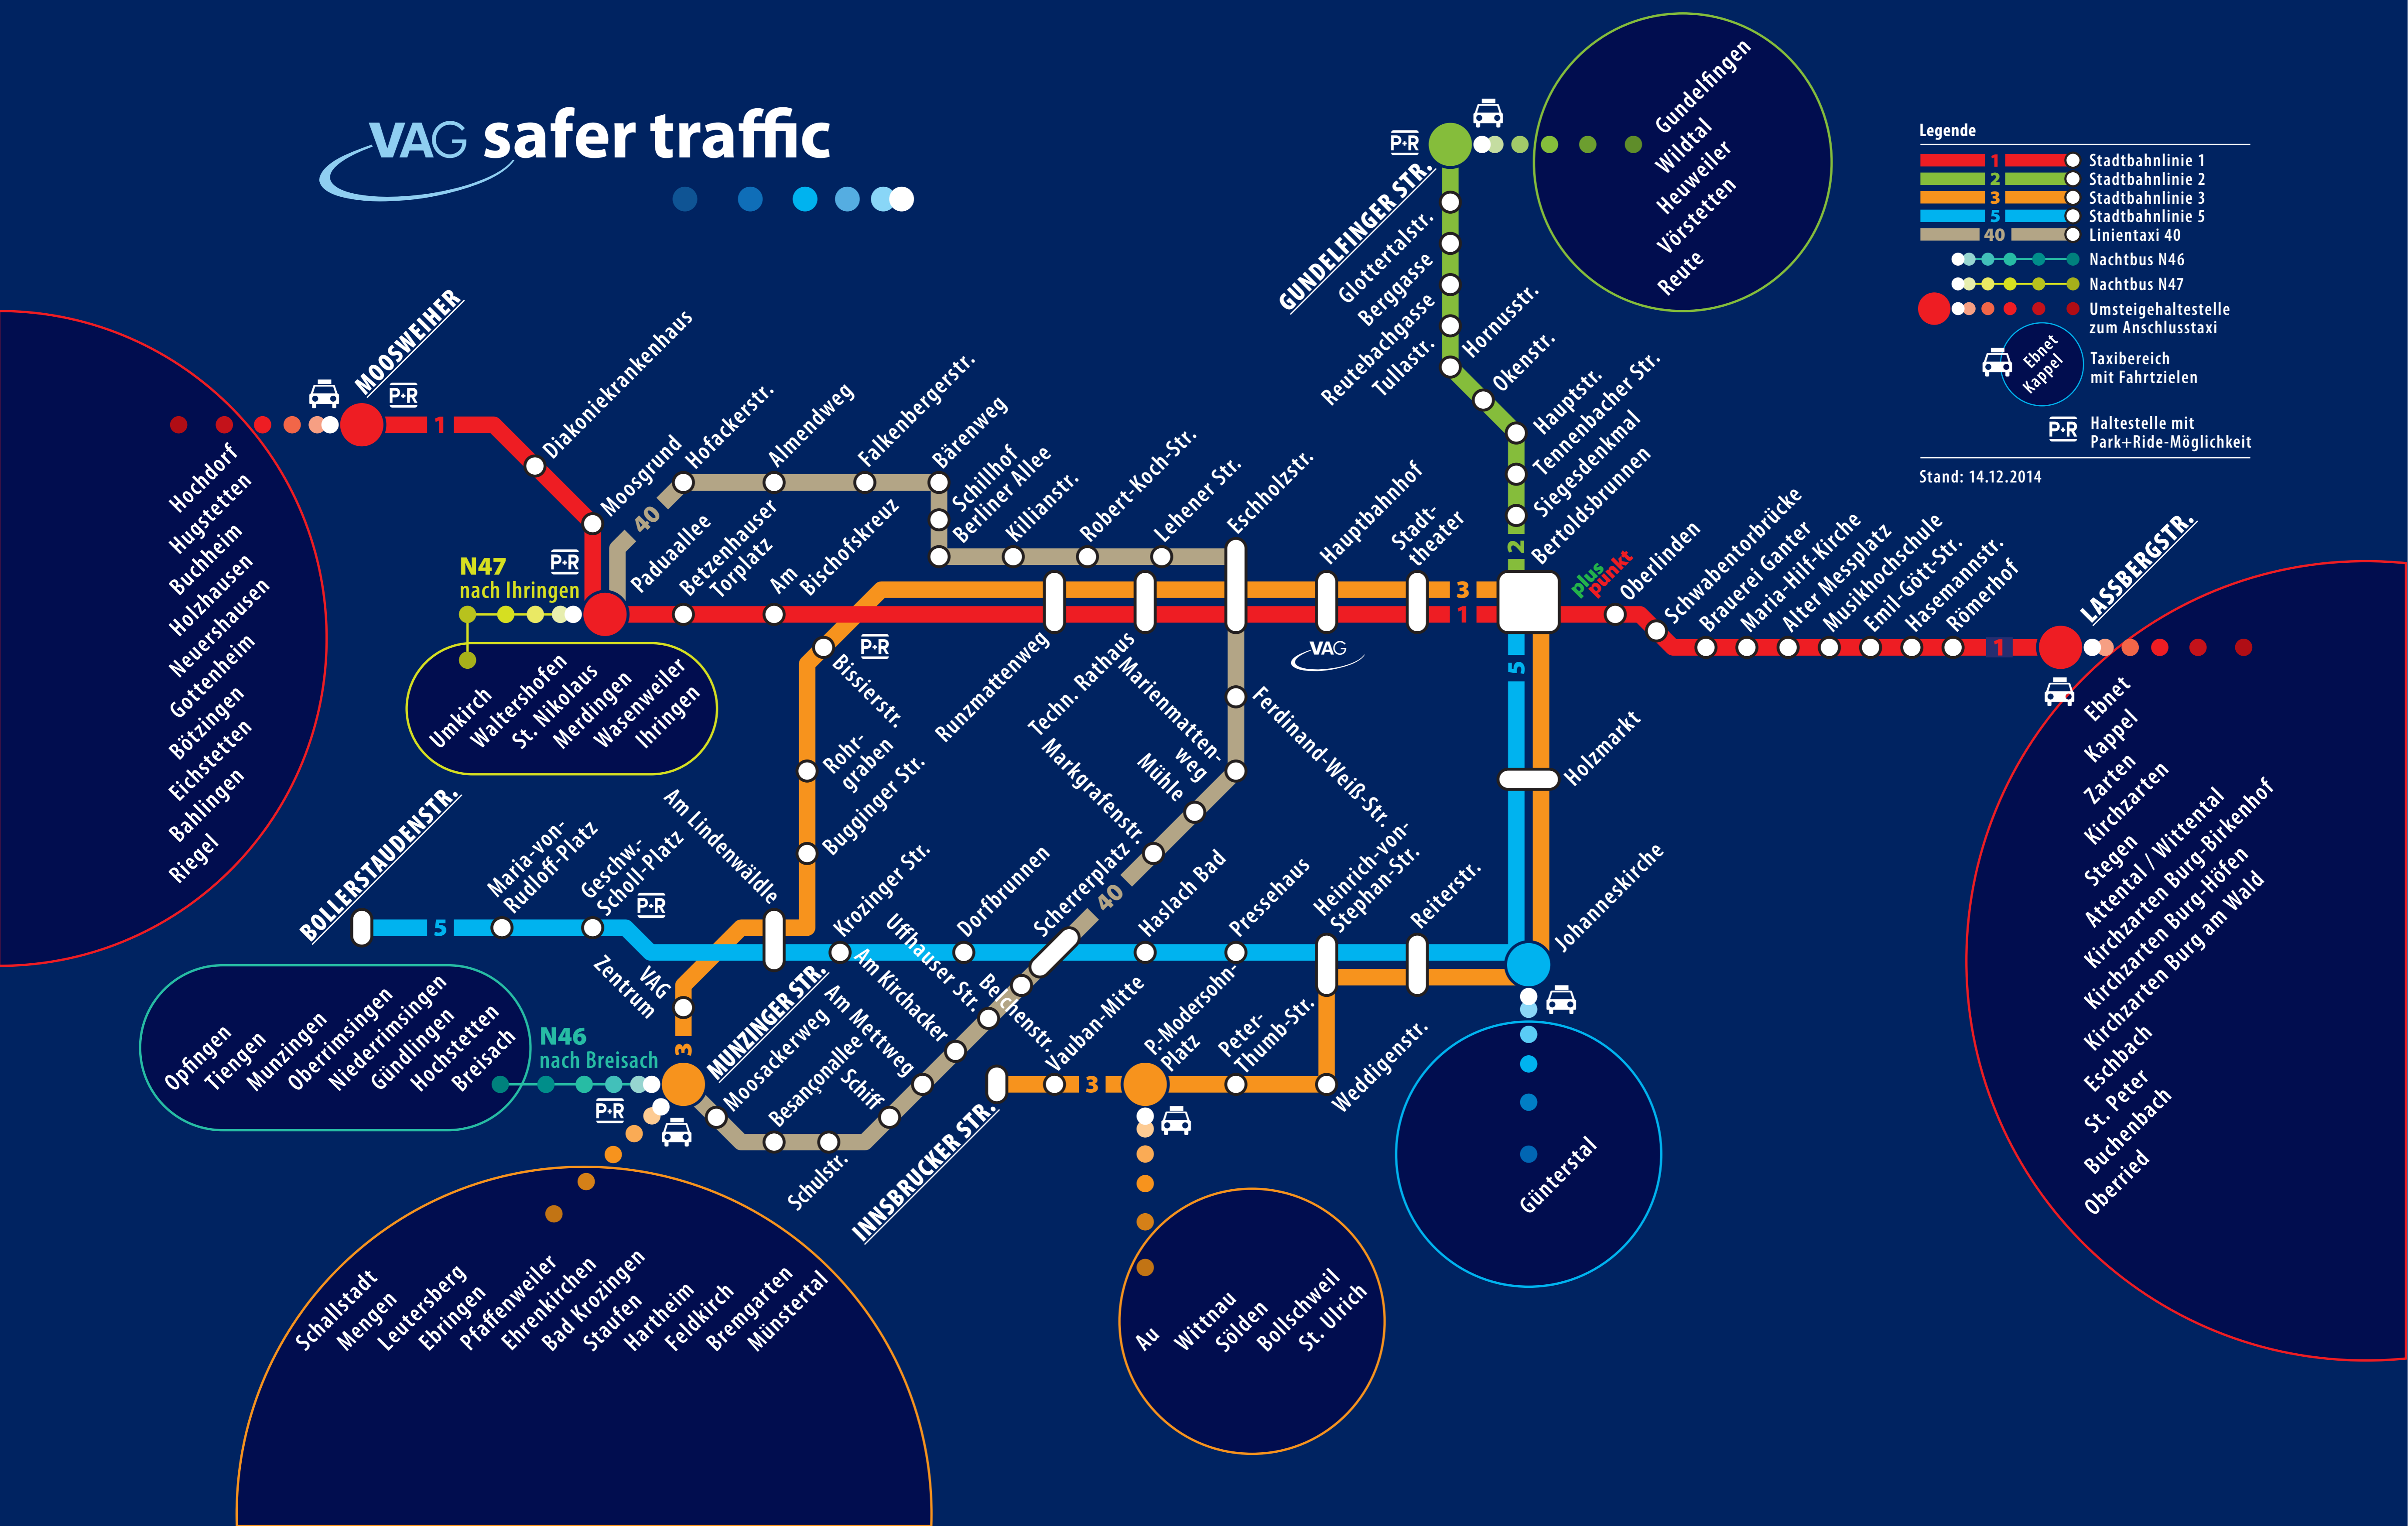 VAG safer traffic
Legende
1 Stadtbahnlinie 1
2 Stadtbahnlinie 2
3 Stadtbahnlinie 3
5 Stadtbahnlinie 5
40 Linientaxi 40
Nachtbus N46
Nachtbus N47
Umsteigehaltestelle
zum Anschlusstaxi
Ebnet
Kappel
Taxibereich
mit Fahrtzielen
P+R
Haltestelle mit
Park+Ride-Möglichkeit
Stand: 14.12.2014
P+R
GUNDELFINGER STR.
Gundelfingen
Wildtal
Heuweiler
Vörstetten
Reute
Glottertalstr.
Berggasse
Reutebachgasse
Tullastr.
Hornusstr.
Okenstr.
Hauptstr.
Tennenbacher Str.
Siegesdenkmal
2
Bertoldsbrunnen
MOOSWEIHER
P+R
1
Hochdorf
Hugstetten
Buchheim
Holzhausen
Neuershausen
Gottenheim
Bötzingen
Eichstetten
Bahlingen
Riegel
Diakoniekrankenhaus
Moosgrund
P+R
40
Hofackerstr.
Almendweg
Falkenbergerstr.
Bärenweg
Schillhof
Berliner Allee
Killianstr.
Robert-Koch-Str.
Lehener Str.
Eschholzstr.
Hauptbahnhof
Stadt-
theater
N47
nach Ihringen
Paduaallee
Betzenhauser
Torplatz
Am
Bischofskreuz
3
1
plus
punkt
Oberlinden
Schwabentorbrücke
Brauerei Ganter
Maria-Hilf-Kirche
Alter Messplatz
Musikhochschule
Emil-Gött-Str.
Hasemannstr.
Römerhof
1
LASSBERGSTR.
Umkirch
Waltershofen
St. Nikolaus
Merdingen
Wasenweiler
Ihringen
P+R
Bissierstr.
Rohr-
graben
Bugginger Str.
Runzmattenweg
Techn. Rathaus
VAG
5
Ferdinand-Weiß-Str.
Marienmatten-
weg
Mühle
Markgrafenstr.
Scherrerplatz
40
Holzmarkt
Johanneskirche
Ebnet
Kappel
Zarten
Kirchzarten
Stegen
Attental / Wittental
Kirchzarten Burg-Birkenhof
Kirchzarten Burg-Höfen
Kirchzarten Burg am Wald
Eschbach
St. Peter
Buchenbach
Oberried
BOLLERSTAUDENSTR.
5
Maria-von-
Rudloff-Platz
Geschw.-
Scholl-Platz
P+R
Am Lindenwäldle
Krozinger Str.
Dorfbrunnen
Haslach Bad
Pressehaus
Heinrich-von-
Stephan-Str.
Reiterstr.
VAG
Zentrum
3
MUNZINGER STR.
P+R
N46
nach Breisach
Opfingen
Tiengen
Munzingen
Oberrimsingen
Niederrimsingen
Gündlingen
Hochstetten
Breisach
Moosackerweg
Besançonallee
Schulstr.
Schiff
Am Mettweg
Am Kirchacker
Uffhauser Str.
Belchenstr.
INNSBRUCKER STR.
Vauban-Mitte
3
P.-Modersohn-
Platz
Peter-
Thumb-Str.
Weddigenstr.
Schallstadt
Mengen
Leutersberg
Ebringen
Pfaffenweiler
Ehrenkirchen
Bad Krozingen
Staufen
Hartheim
Feldkirch
Bremgarten
Münstertal
Au
Wittnau
Sölden
Bollschweil
St. Ulrich
Günterstal